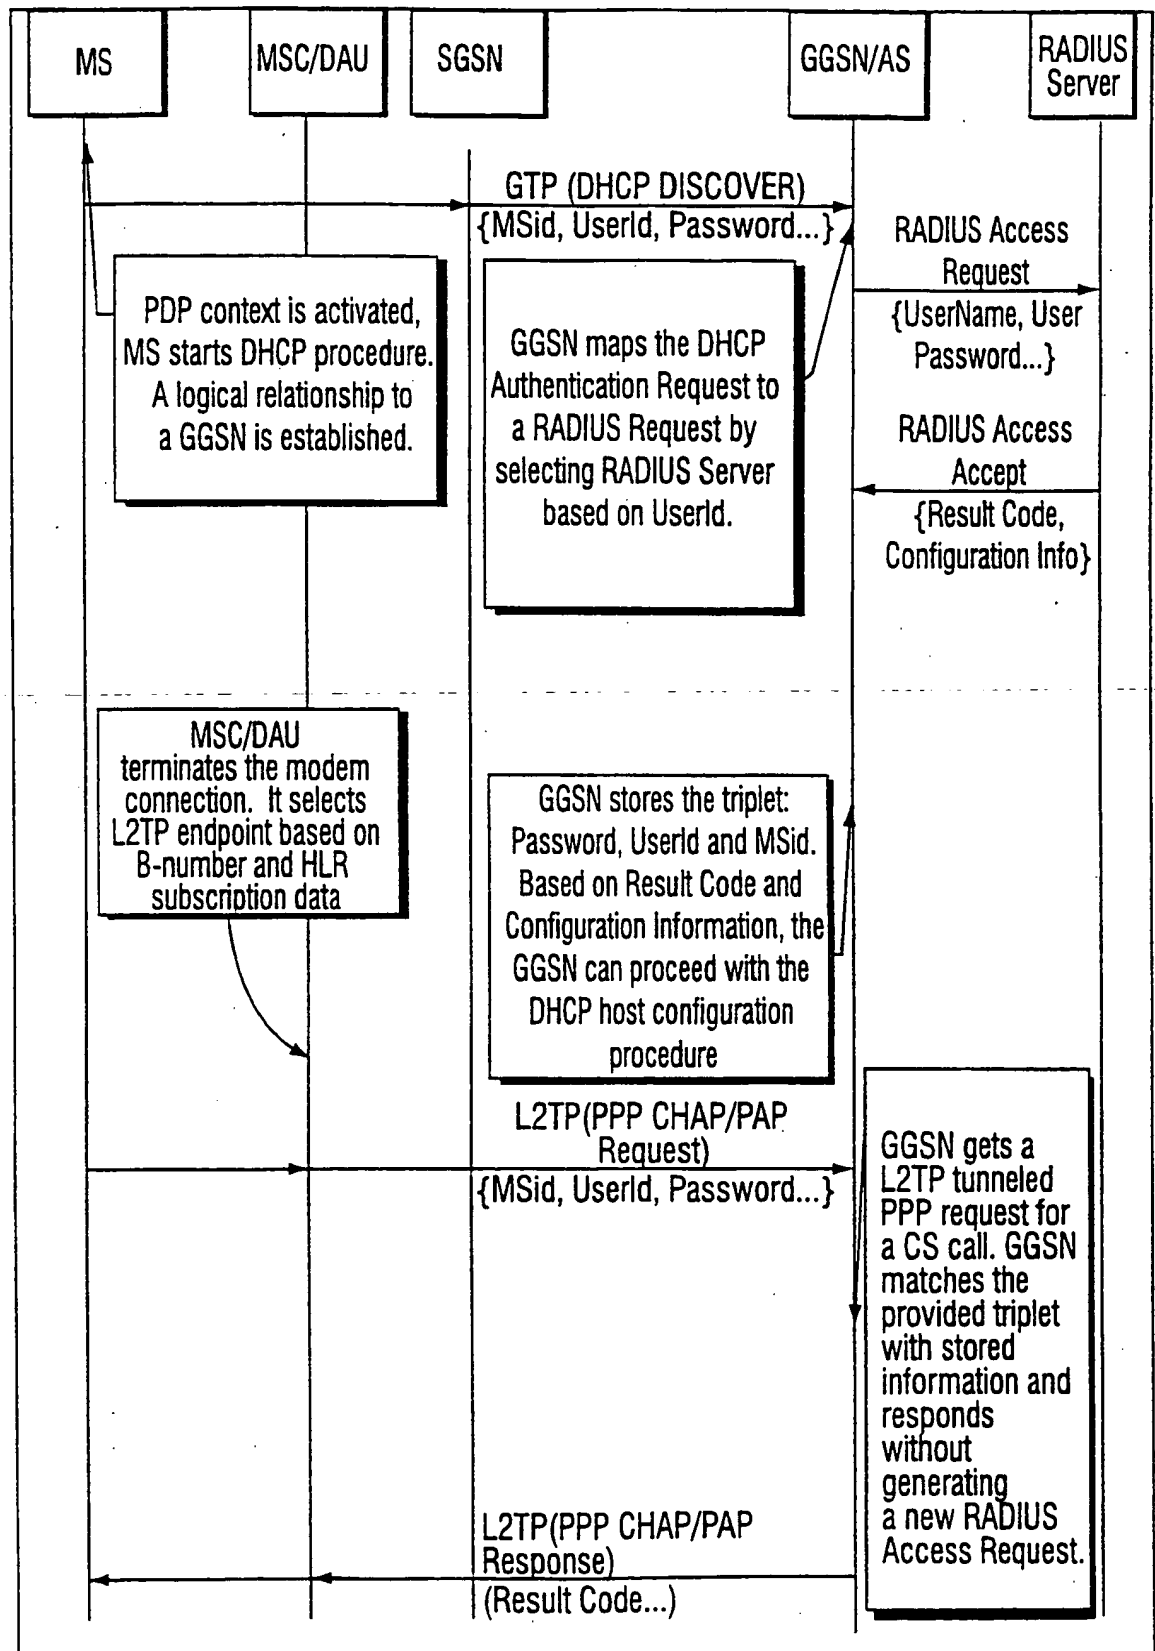 MS
MSC/DAU
SGSN
GGSN/AS
RADIUS
Server
GTP (DHCP DISCOVER)
{MSid, UserId, Password...}
RADIUS Access
Request
{UserName, User
Password...}
PDP context is activated,
MS starts DHCP procedure.
A logical relationship to
a GGSN is established.
GGSN maps the DHCP
Authentication Request to
a RADIUS Request by
selecting RADIUS Server
based on UserId.
RADIUS Access
Accept
{Result Code,
Configuration Info}
MSC/DAU
terminates the modem
connection. It selects
L2TP endpoint based on
B-number and HLR
subscription data
GGSN stores the triplet:
Password, UserId and MSid.
Based on Result Code and
Configuration Information, the
GGSN can proceed with the
DHCP host configuration
procedure
L2TP(PPP CHAP/PAP
Request)
{MSid, UserId, Password...}
GGSN gets a
L2TP tunneled
PPP request for
a CS call. GGSN
matches the
provided triplet
with stored
information and
responds
without
generating
a new RADIUS
Access Request.
L2TP(PPP CHAP/PAP
Response)
(Result Code...)